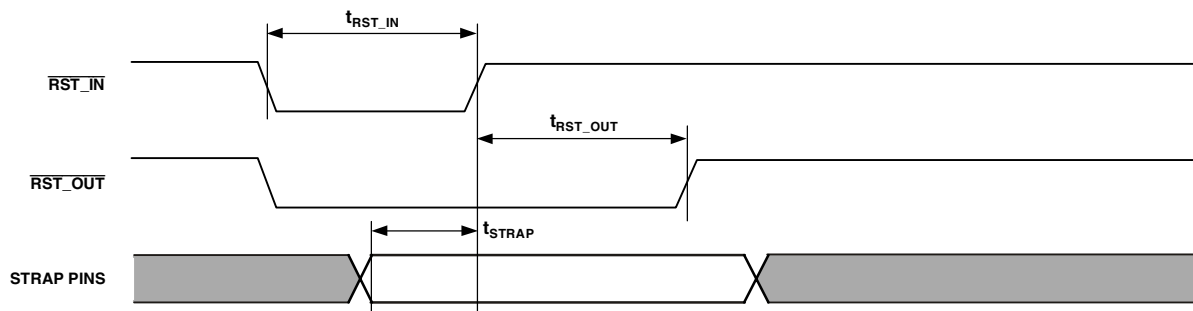 tRST_IN
RST_IN
tRST_OUT
RST_OUT
tSTRAP
STRAP PINS